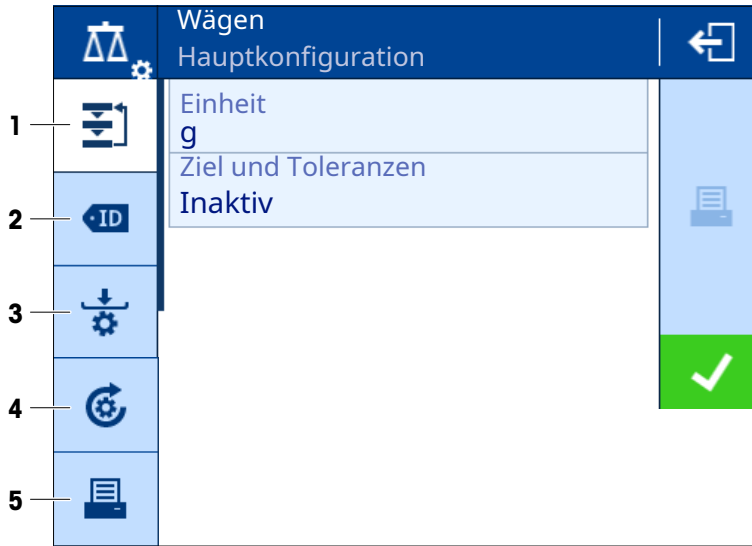 Wägen
Hauptkonfiguration
1
Einheit
g
Ziel und Toleranzen
Inaktiv
2
ID
3
4
5